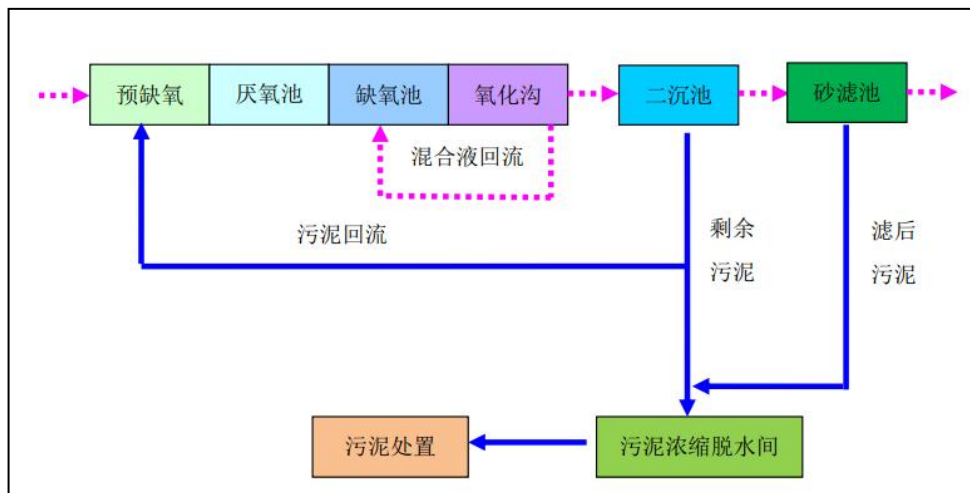 预缺氧
厌氧池
缺氧池
氧化沟
二沉池
砂滤池
混合液回流
污泥回流
剩余
污泥
滤后
污泥
污泥处置
污泥浓缩脱水间